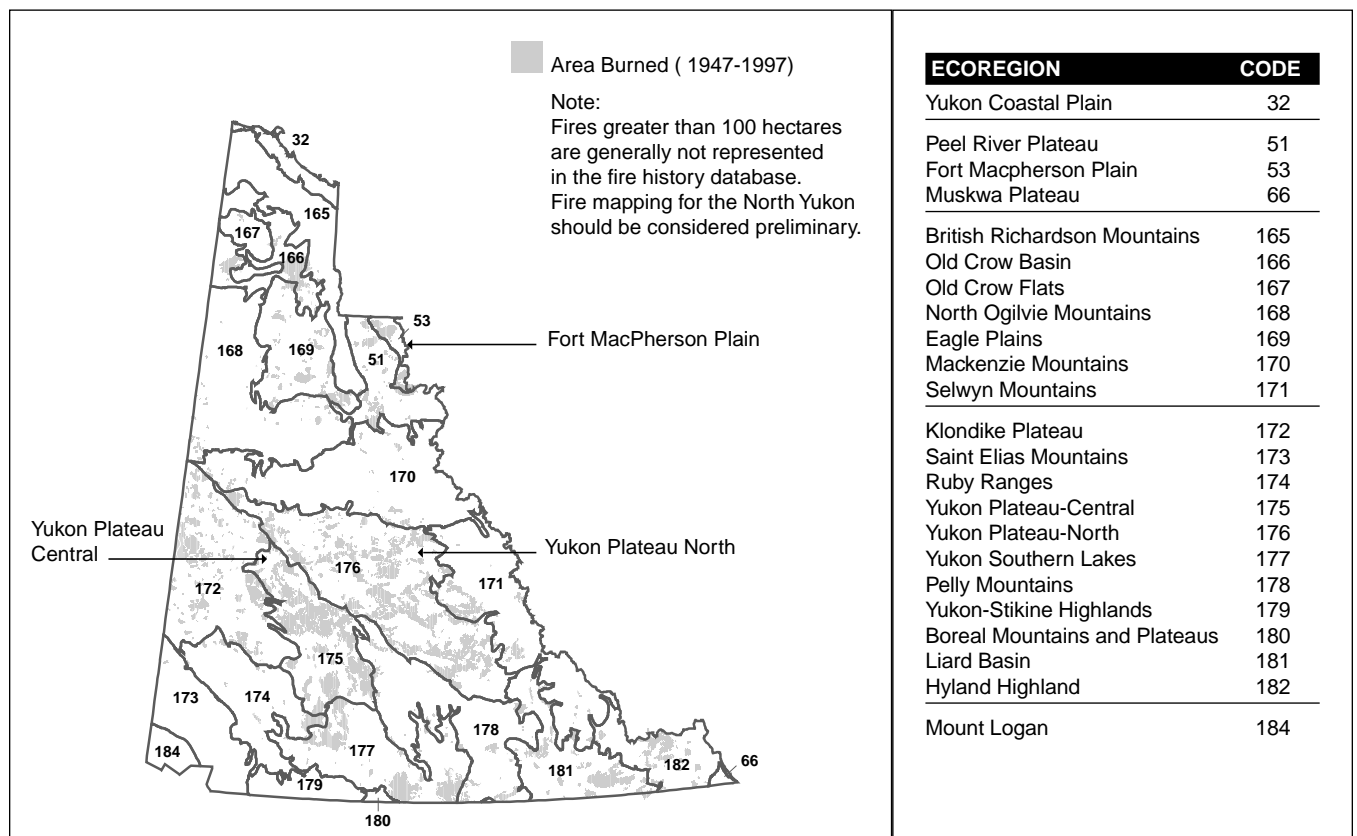 Area Burned ( 1947-1997)
Note:
Fires greater than 100 hectares
are generally not represented
in the fire history database.
Fire mapping for the North Yukon
should be considered preliminary.
32
165
167
166
53
Fort MacPherson Plain
168
169
51
170
Yukon Plateau
Central
Yukon Plateau North
176
171
172
175
173
174
178
177
184
181
182
66
179
180
ECOREGION CODE
Yukon Coastal Plain 32
Peel River Plateau 51
Fort Macpherson Plain 53
Muskwa Plateau 66
British Richardson Mountains 165
Old Crow Basin 166
Old Crow Flats 167
North Ogilvie Mountains 168
Eagle Plains 169
Mackenzie Mountains 170
Selwyn Mountains 171
Klondike Plateau 172
Saint Elias Mountains 173
Ruby Ranges 174
Yukon Plateau-Central 175
Yukon Plateau-North 176
Yukon Southern Lakes 177
Pelly Mountains 178
Yukon-Stikine Highlands 179
Boreal Mountains and Plateaus 180
Liard Basin 181
Hyland Highland 182
Mount Logan 184